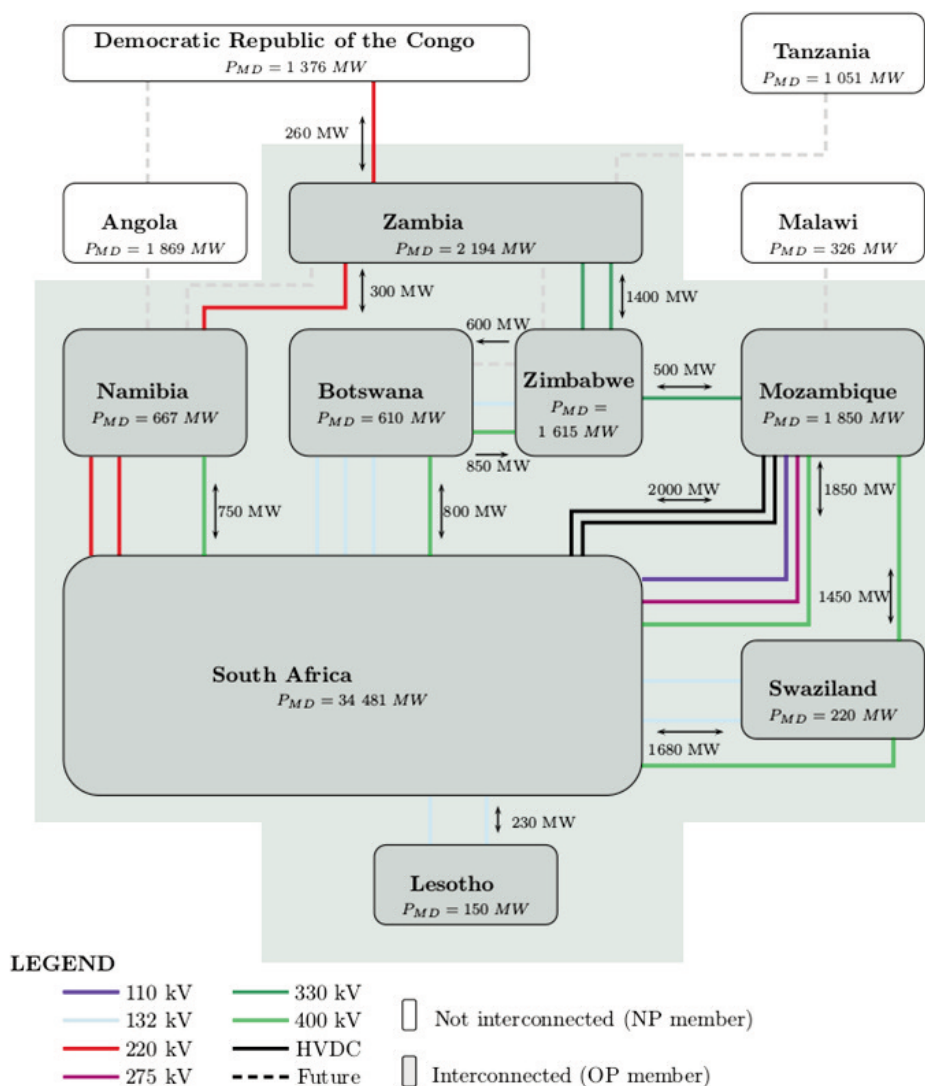 Democratic Republic of the Congo
P_MD = 1 376 MW
Tanzania
P_MD = 1 051 MW
260 MW
Angola
P_MD = 1 869 MW
Zambia
P_MD = 2 194 MW
Malawi
P_MD = 326 MW
300 MW
1400 MW
600 MW
Namibia
P_MD = 667 MW
Botswana
P_MD = 610 MW
Zimbabwe
P_MD =
1 615 MW
500 MW
Mozambique
P_MD = 1 850 MW
850 MW
750 MW
800 MW
2000 MW
1850 MW
1450 MW
South Africa
P_MD = 34 481 MW
Swaziland
P_MD = 220 MW
1680 MW
230 MW
Lesotho
P_MD = 150 MW
LEGEND
110 kV
132 kV
220 kV
275 kV
330 kV
400 kV
HVDC
Future
Not interconnected (NP member)
Interconnected (OP member)